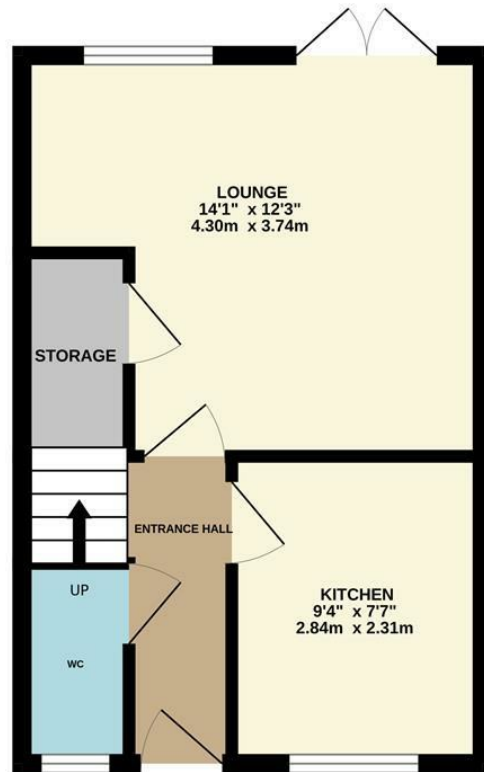 LOUNGE
14'1" x 12'3"
4.30m x 3.74m
STORAGE
ENTRANCE HALL
UP
KITCHEN
9'4" x 7'7"
2.84m x 2.31m
WC